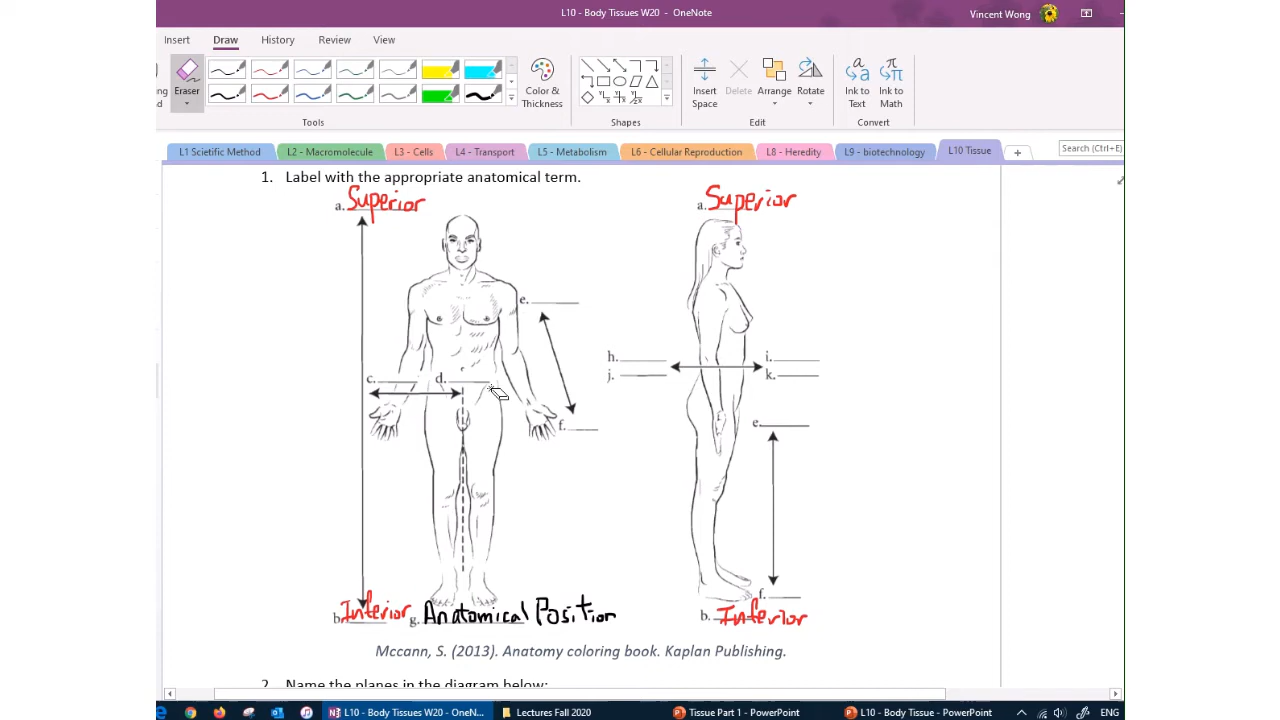 L10 - Body Tissues W20 - OneNote
Vincent Wong
Insert Draw History Review View
Eraser
Color & Thickness
Insert Space
Delete
Arrange
Rotate
Ink to Text
Ink to Math
Tools
Shapes
Edit
Convert
L1 Scietific Method
L2 - Macromolecule
L3 - Cells
L4 - Transport
L5 - Metabolism
L6 - Cellular Reproduction
L8 - Heredity
L9 - biotechnology
L10 Tissue
Search (Ctrl+E)
1. Label with the appropriate anatomical term.
a. Superior
a. Superior
e.
h.
i.
j.
k.
c.
d.
e.
f.
f.
b. Inferior
g. Anatomical Position
b. Inferior
Mccann, S. (2013). Anatomy coloring book. Kaplan Publishing.
2. Name the planes in the diagram below:
L10 - Body Tissues W20 - OneN...
Lectures Fall 2020
Tissue Part 1 - PowerPoint
L10 - Body Tissue - PowerPoint
ENG